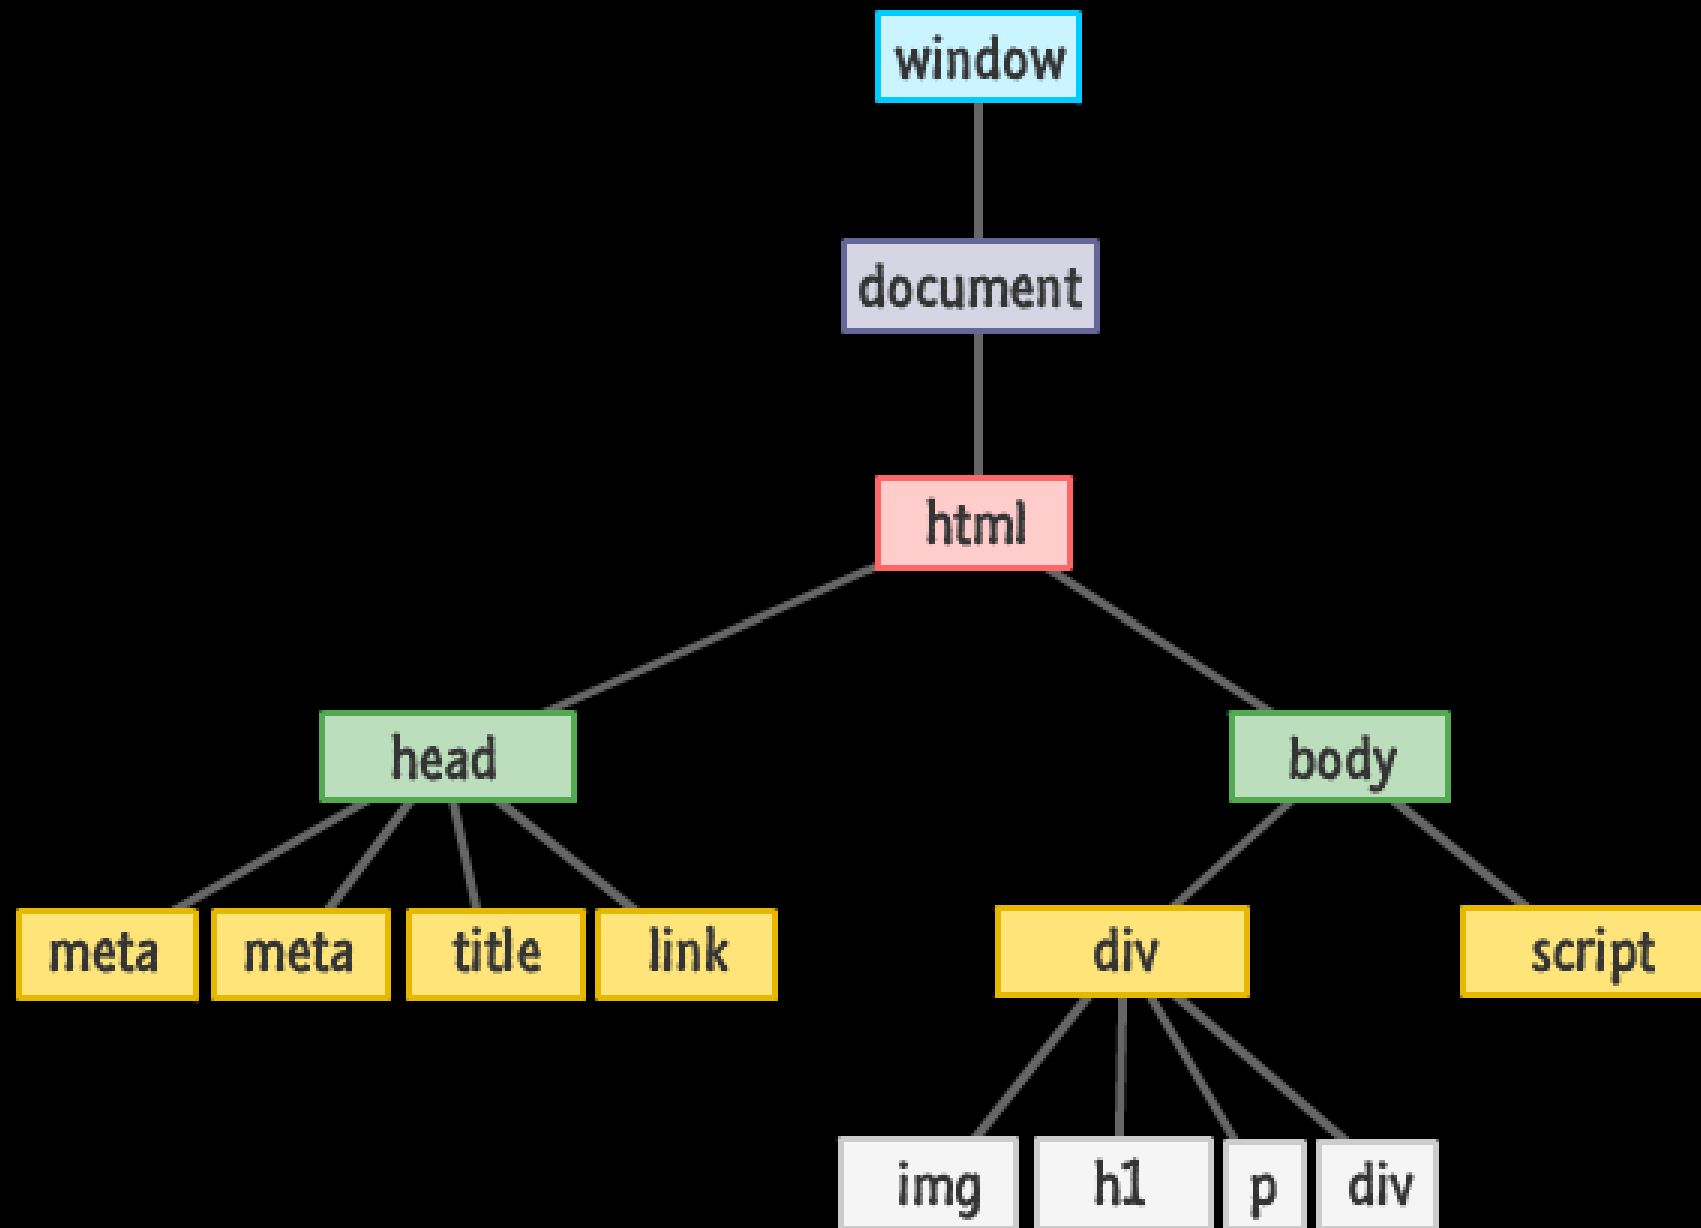 window
document
html
head
body
meta
meta
title
link
div
script
img
h1
p
div